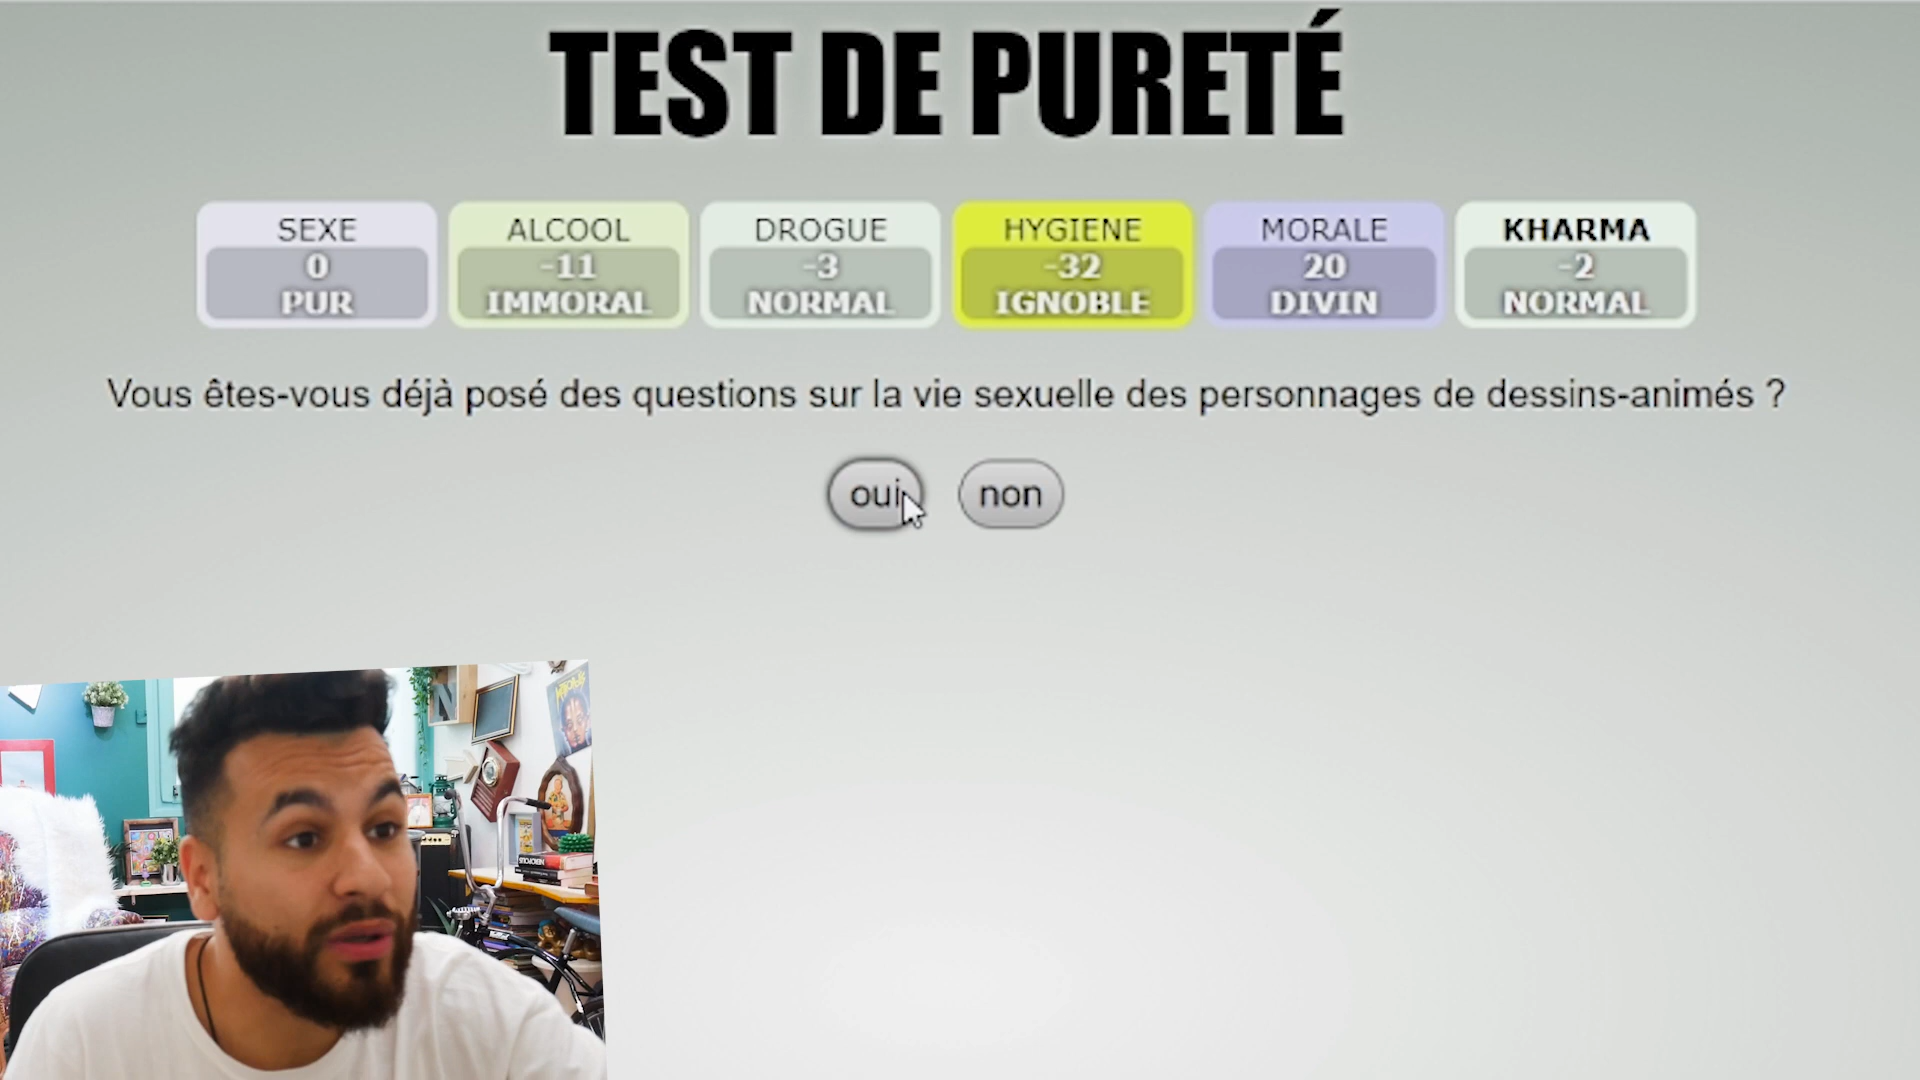 TEST DE PURETÉ
SEXE
0
PUR
ALCOOL
-11
IMMORAL
DROGUE
-3
NORMAL
HYGIENE
-32
IGNOBLE
MORALE
20
DIVIN
KHARMA
-2
NORMAL
Vous êtes-vous déjà posé des questions sur la vie sexuelle des personnages de dessins-animés ?
oui
non
N